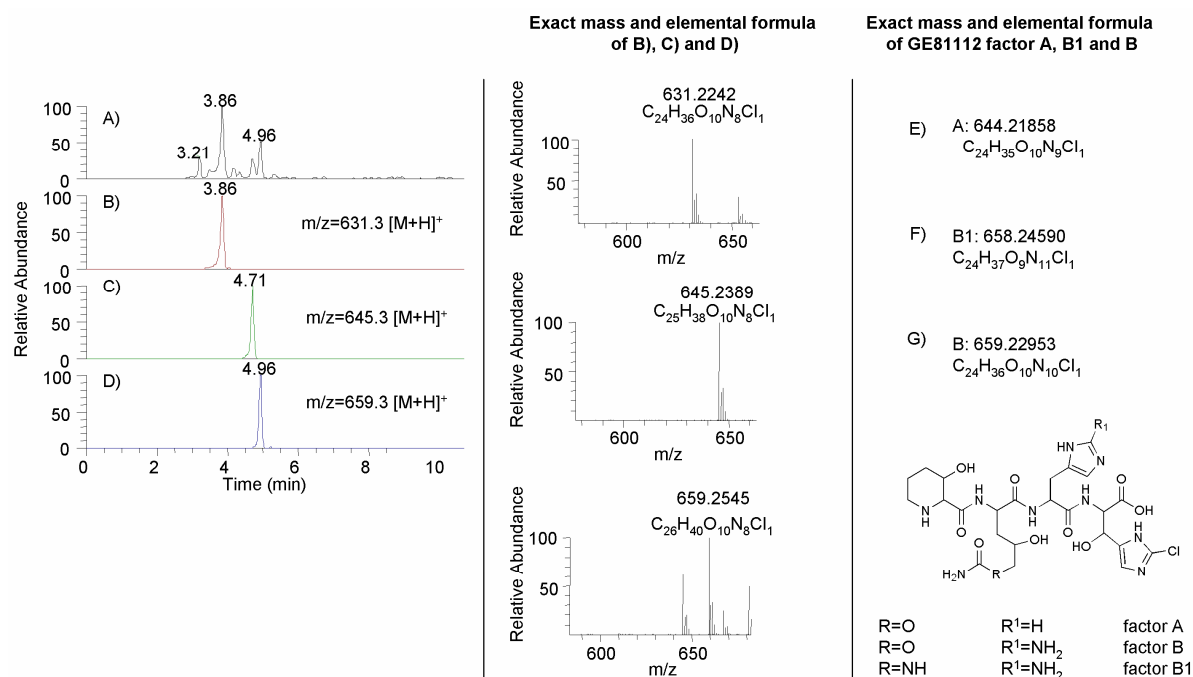 Exact mass and elemental formula
of B), C) and D)
Exact mass and elemental formula
of GE81112 factor A, B1 and B
Relative Abundance
A)
100
50
0
3.21
3.86
4.96
B)
100
50
0
3.86
m/z=631.3 [M+H]⁺
C)
100
50
0
4.71
m/z=645.3 [M+H]⁺
D)
100
50
0
4.96
m/z=659.3 [M+H]⁺
0 2 4 6 8 10
Time (min)
631.2242
C₂₄H₃₆O₁₀N₈Cl₁
Relative Abundance
100
50
600 650
m/z
645.2389
C₂₅H₃₈O₁₀N₈Cl₁
Relative Abundance
100
50
600 650
m/z
659.2545
C₂₆H₄₀O₁₀N₈Cl₁
Relative Abundance
100
50
600 650
m/z
E) A: 644.21858
C₂₄H₃₅O₁₀N₉Cl₁
F) B1: 658.24590
C₂₄H₃₇O₉N₁₁Cl₁
G) B: 659.22953
C₂₄H₃₆O₁₀N₁₀Cl₁
R₁
HN
N
OH
H
N
O
O
H
N
O
OH
N
H
O
N
H
O
HO
H
N
Cl
N
OH
O
H₂N
R
R=O R¹=H factor A
R=O R¹=NH₂ factor B
R=NH R¹=NH₂ factor B1